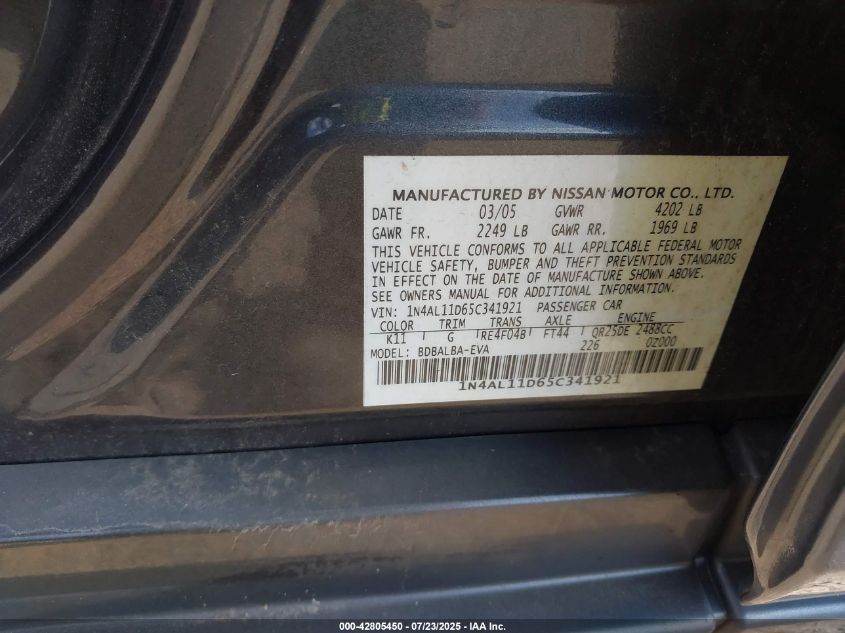 MANUFACTURED BY NISSAN MOTOR CO., LTD.
DATE 03/05 GVWR 4202 LB
GAWR FR. 2249 LB GAWR RR. 1969 LB
THIS VEHICLE CONFORMS TO ALL APPLICABLE FEDERAL MOTOR
VEHICLE SAFETY, BUMPER AND THEFT PREVENTION STANDARDS
IN EFFECT ON THE DATE OF MANUFACTURE SHOWN ABOVE.
SEE OWNERS MANUAL FOR ADDITIONAL INFORMATION.
VIN: 1N4AL11D65C341921 PASSENGER CAR
COLOR TRIM TRANS AXLE ENGINE
K11 G RE4F04B FT44 QR25DE 2488CC
MODEL: BDBALBA-EVA 226 0Z000
1N4AL11D65C341921
000-42805450 - 07/23/2025 - IAA Inc.